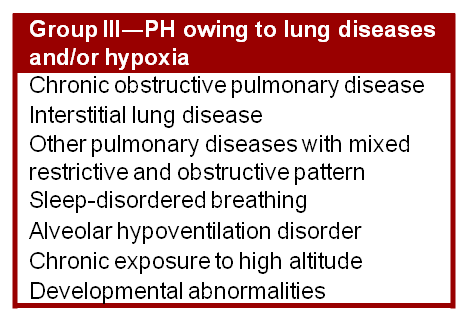 Group III—PH owing to lung diseases
and/or hypoxia
Chronic obstructive pulmonary disease
Interstitial lung disease
Other pulmonary diseases with mixed
restrictive and obstructive pattern
Sleep-disordered breathing
Alveolar hypoventilation disorder
Chronic exposure to high altitude
Developmental abnormalities